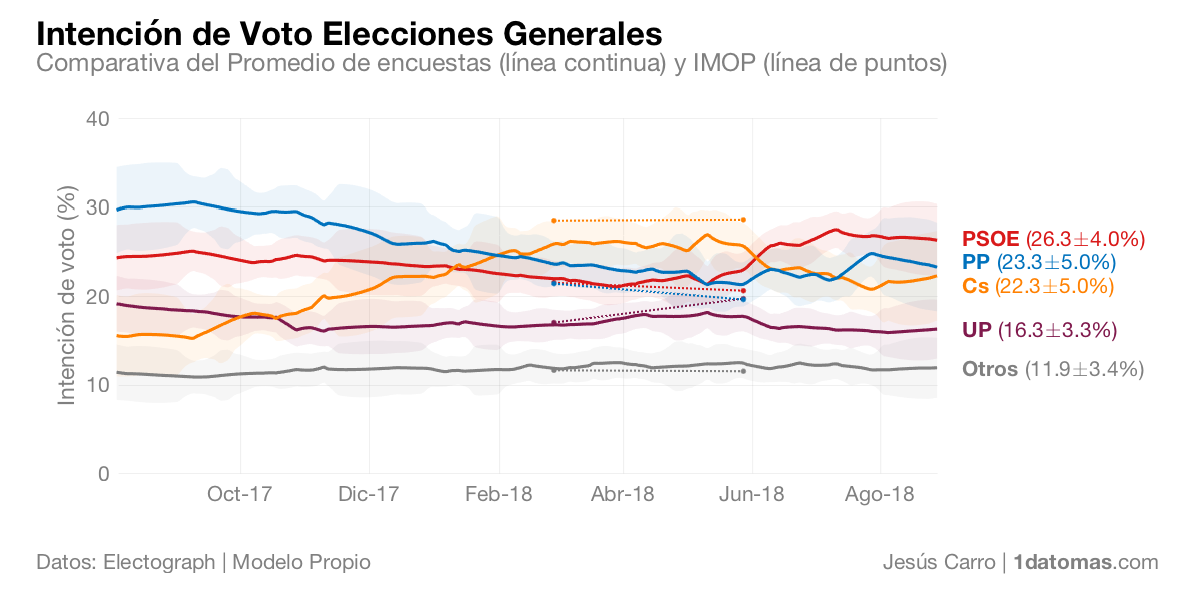 Intención de Voto Elecciones Generales
Comparativa del Promedio de encuestas (línea continua) y IMOP (línea de puntos)
Intención de voto (%)
40
30
20
10
0
Oct-17 Dic-17 Feb-18 Abr-18 Jun-18 Ago-18
PSOE (26.3±4.0%)
PP (23.3±5.0%)
Cs (22.3±5.0%)
UP (16.3±3.3%)
Otros (11.9±3.4%)
Datos: Electograph | Modelo Propio
Jesús Carro | 1datomas.com